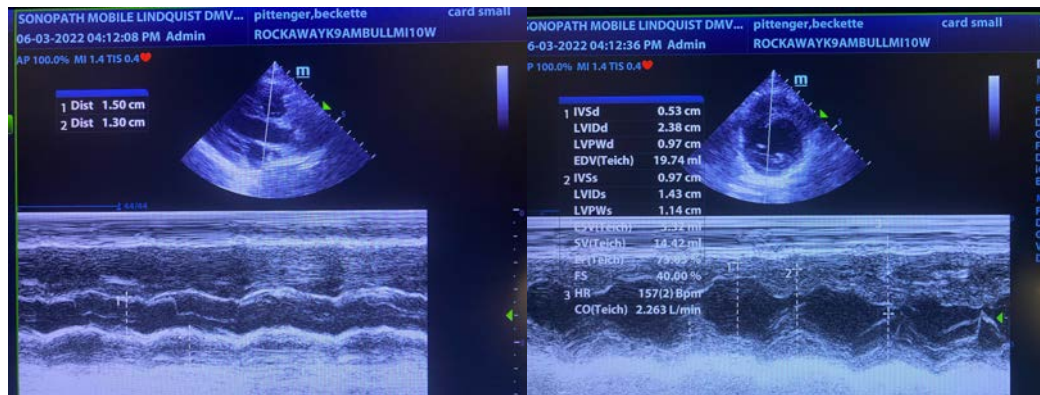 SONOPATH MOBILE LINDQUIST DMV...
pittenger,beckette
card small
06-03-2022 04:12:08 PM Admin
ROCKAWAYK9AMBULLMI10W
AP 100.0% MI 1.4 TIS 0.4
m
1 Dist 1.50 cm
2 Dist 1.30 cm
1
SONOPATH MOBILE LINDQUIST DMV...
pittenger,beckette
card small
6-03-2022 04:12:36 PM Admin
ROCKAWAYK9AMBULLMI10W
P 100.0% MI 1.4 TIS 0.4
m
1 IVSd 0.53 cm
LVIDd 2.38 cm
LVPWd 0.97 cm
EDV(Teich) 19.74 ml
2 IVSs 0.97 cm
LVIDs 1.43 cm
LVPWs 1.14 cm
SV(Teich) 14.42 ml
FS 40.00 %
3 HR 157(2) Bpm
CO(Teich) 2.263 L/min
1
2
3